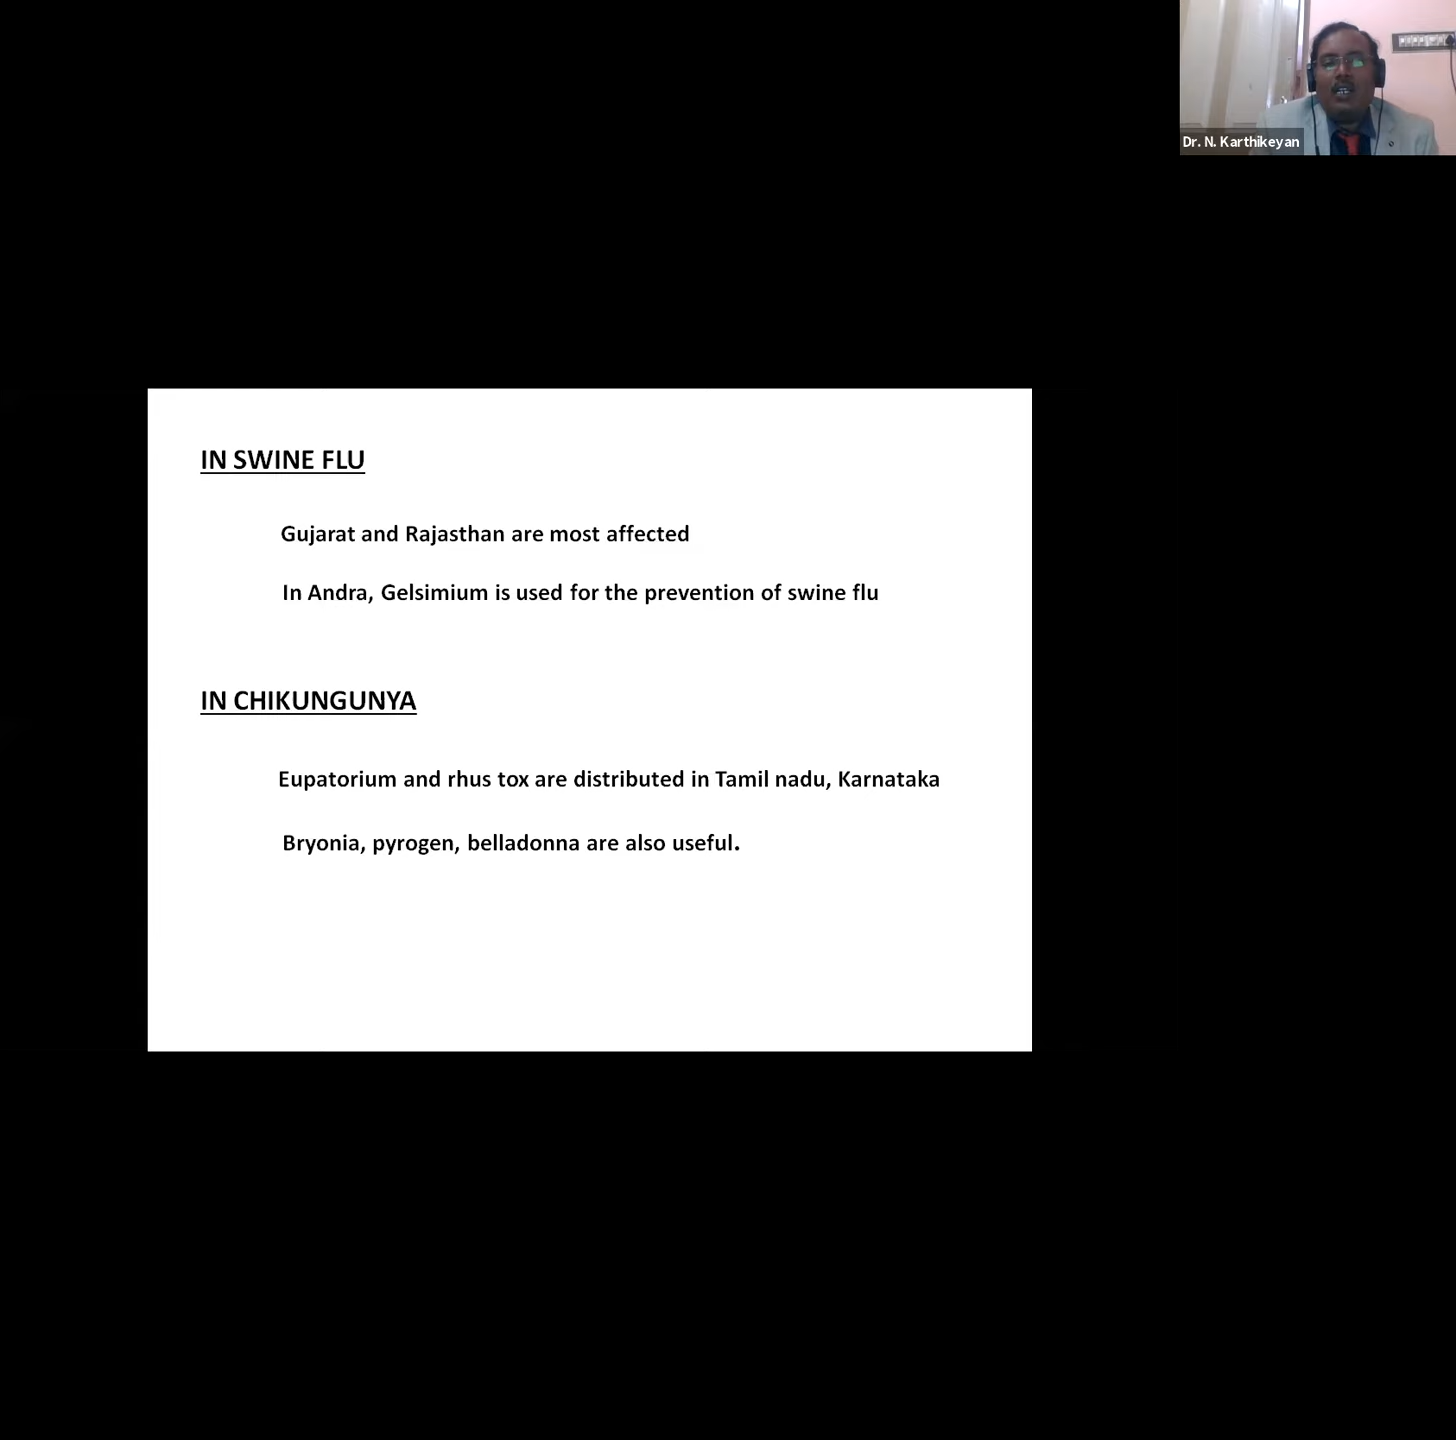 Dr. N. Karthikeyan
IN SWINE FLU
Gujarat and Rajasthan are most affected
In Andra, Gelsimium is used for the prevention of swine flu
IN CHIKUNGUNYA
Eupatorium and rhus tox are distributed in Tamil nadu, Karnataka
Bryonia, pyrogen, belladonna are also useful.